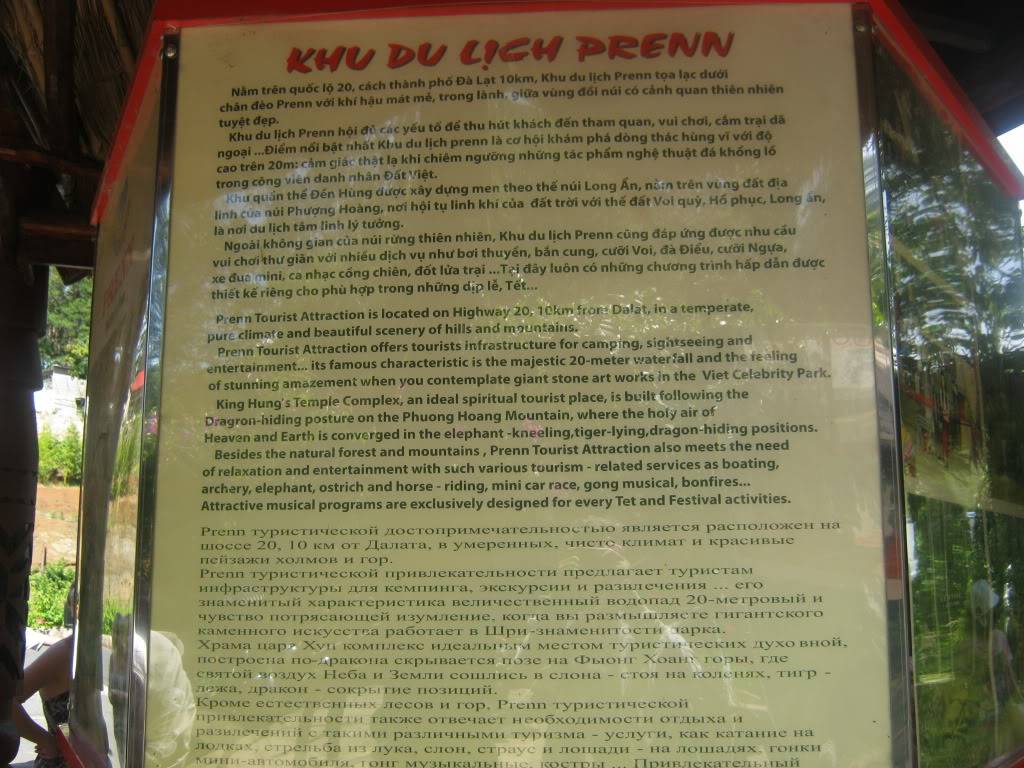 KHU DU LỊCH PRENN
Nằm trên quốc lộ 20, cách thành phố Đà Lạt 10km, Khu du lịch Prenn tọa lạc dưới
chân đèo Prenn với khí hậu mát mẻ, trong lành, giữa vùng đồi núi có cảnh quan thiên nhiên
tuyệt đẹp.
Khu du lịch Prenn hội đủ các yếu tố để thu hút khách đến tham quan, vui chơi, cắm trại dã
ngoại ...Điểm nổi bật nhất Khu du lịch prenn là cơ hội khám phá dòng thác hùng vĩ với độ
cao trên 20m; cảm giác thật lạ khi chiêm ngưỡng những tác phẩm nghệ thuật đá khổng lồ
trong công viên danh nhân Đất Việt.
Khu quần thể Đền Hùng được xây dựng men theo thế núi Long Ẩn, nằm trên vùng đất địa
linh của núi Phượng Hoàng, nơi hội tụ linh khí của đất trời với thế đất Voi quỳ, Hổ phục, Long ẩn,
là nơi du lịch tâm linh lý tưởng.
Ngoài không gian của núi rừng thiên nhiên, Khu du lịch Prenn cũng đáp ứng được nhu cầu
vui chơi thư giãn với nhiều dịch vụ như bơi thuyền, bắn cung, cưỡi Voi, đà Điểu, cưỡi Ngựa,
xe đua mini, ca nhạc cồng chiên, đốt lửa trại ...Tại đây luôn có những chương trình hấp dẫn được
thiết kế riêng cho phù hợp trong những dịp lễ, Tết...
Prenn Tourist Attraction is located on Highway 20, 10km from Dalat, in a temperate,
pure climate and beautiful scenery of hills and mountains.
Prenn Tourist Attraction offers tourists infrastructure for camping, sightseeing and
entertainment... its famous characteristic is the majestic 20-meter waterfall and the feeling
of stunning amazement when you contemplate giant stone art works in the Viet Celebrity Park.
King Hung's Temple Complex, an ideal spiritual tourist place, is built following the
Dragron-hiding posture on the Phuong Hoang Mountain, where the holy air of
Heaven and Earth is converged in the elephant -kneeling,tiger-lying,dragon-hiding positions.
Besides the natural forest and mountains , Prenn Tourist Attraction also meets the need
of relaxation and entertainment with such various tourism - related services as boating,
archery, elephant, ostrich and horse - riding, mini car race, gong musical, bonfires...
Attractive musical programs are exclusively designed for every Tet and Festival activities.
Prenn туристической достопримечательностью является расположен на
шоссе 20, 10 км от Далата, в умеренных, чисто климат и красивые
пейзажи холмов и гор.
Prenn туристической привлекательности предлагает туристам
инфраструктуры для кемпинга, экскурсии и развлечения ... его
знаменитый характеристика величественный водопад 20-метровый и
чувство потрясающей изумление, когда вы размышляете гигантского
каменного искусства работает в Шри-знаменитости парка.
Храма царя Хун комплекс идеальным местом туристических духовной,
построена по-дракона скрывается позе на Фыонг Хоанг горы, где
святой воздух Неба и Земли сошлись в слона - стоя на коленях, тигр -
лежа, дракон - сокрытие позиций.
Кроме естественных лесов и гор, Prenn туристической
привлекательности также отвечает необходимости отдыха и
развлечений с такими различными туризма - услуги, как катание на
лодках, стрельба из лука, слон, страус и лошади - на лошадях, гонки
мини-автомобиля, гонг музыкальные, костры ... Привлекательный